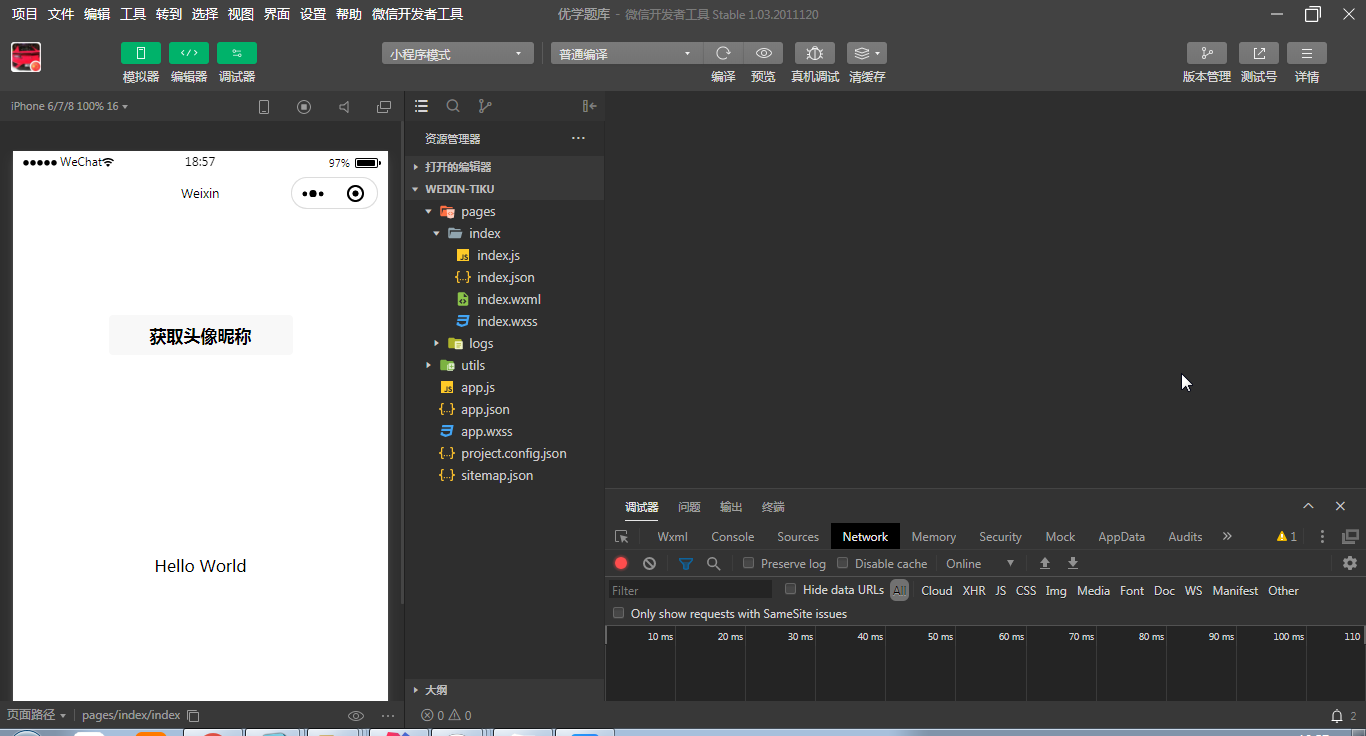 项目 文件 编辑 工具 转到 选择 视图 界面 设置 帮助 微信开发者工具 优学题库 - 微信开发者工具 Stable 1.03.2011120
小程序模式 普通编译
模拟器 编辑器 调试器 编译 预览 真机调试 清缓存 版本管理 测试号 详情
iPhone 6/7/8 100% 16
WeChat 18:57 97%
Weixin
获取头像昵称
Hello World
资源管理器
打开的编辑器
WEIXIN-TIKU
pages
index
index.js
index.json
index.wxml
index.wxss
logs
utils
app.js
app.json
app.wxss
project.config.json
sitemap.json
大纲
调试器 问题 输出 终端
Wxml Console Sources Network Memory Security Mock AppData Audits 1
Preserve log Disable cache Online
Filter Hide data URLs All Cloud XHR JS CSS Img Media Font Doc WS Manifest Other
Only show requests with SameSite issues
10 ms 20 ms 30 ms 40 ms 50 ms 60 ms 70 ms 80 ms 90 ms 100 ms 110
页面路径 pages/index/index 0 0 2